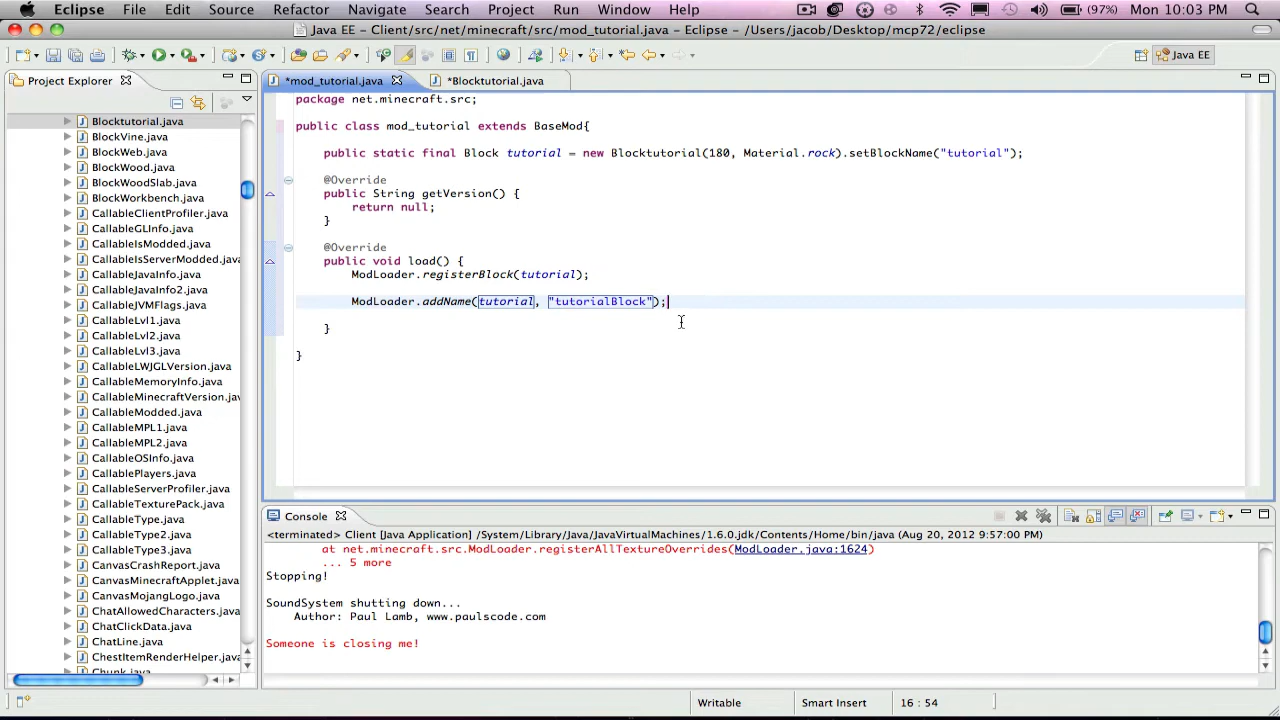 Eclipse File Edit Source Refactor Navigate Search Project Run Window Help (97%) Mon 10:03 PM
Java EE - Client/src/net/minecraft/src/mod_tutorial.java - Eclipse - /Users/jacob/Desktop/mcp72/eclipse
Java EE
Project Explorer
*mod_tutorial.java
*Blocktutorial.java
Blocktutorial.java
BlockVine.java
BlockWeb.java
BlockWood.java
BlockWoodSlab.java
BlockWorkbench.java
CallableClientProfiler.java
CallableGLInfo.java
CallableIsModded.java
CallableIsServerModded.java
CallableJavaInfo.java
CallableJavaInfo2.java
CallableJVMFlags.java
CallableLvl1.java
CallableLvl2.java
CallableLvl3.java
CallableLWJGLVersion.java
CallableMemoryInfo.java
CallableMinecraftVersion.java
CallableModded.java
CallableMPL1.java
CallableMPL2.java
CallableOSInfo.java
CallablePlayers.java
CallableServerProfiler.java
CallableTexturePack.java
CallableType.java
CallableType2.java
CallableType3.java
CanvasCrashReport.java
CanvasMinecraftApplet.java
CanvasMojangLogo.java
ChatAllowedCharacters.java
ChatClickData.java
ChatLine.java
ChestItemRenderHelper.java
Chunk.java
package net.minecraft.src;
public class mod_tutorial extends BaseMod{
public static final Block tutorial = new Blocktutorial(180, Material.rock).setBlockName("tutorial");
@Override
public String getVersion() {
return null;
}
@Override
public void load() {
ModLoader.registerBlock(tutorial);
ModLoader.addName(tutorial, "tutorialBlock");
}
}
Console
<terminated> Client [Java Application] /System/Library/Java/JavaVirtualMachines/1.6.0.jdk/Contents/Home/bin/java (Aug 20, 2012 9:57:00 PM)
at net.minecraft.src.ModLoader.registerAllTextureOverrides(ModLoader.java:1624)
... 5 more
Stopping!
SoundSystem shutting down...
Author: Paul Lamb, www.paulscode.com
Someone is closing me!
Writable
Smart Insert
16 : 54